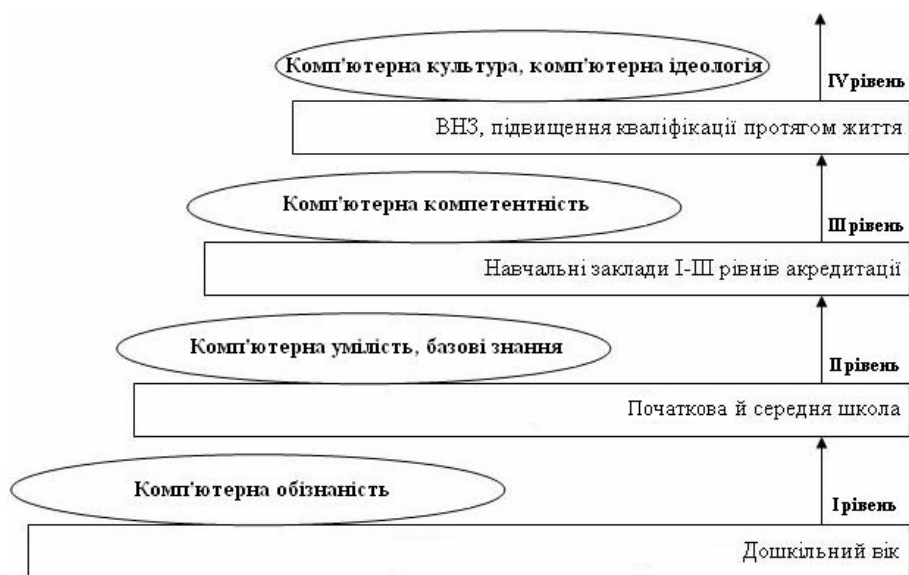 Комп'ютерна культура, комп'ютерна ідеологія
IV рівень
ВНЗ, підвищення кваліфікації протягом життя
Комп'ютерна компетентність
III рівень
Навчальні заклади I-III рівнів акредитації
Комп'ютерна умілість, базові знання
II рівень
Початкова й середня школа
Комп'ютерна обізнаність
I рівень
Дошкільний вік